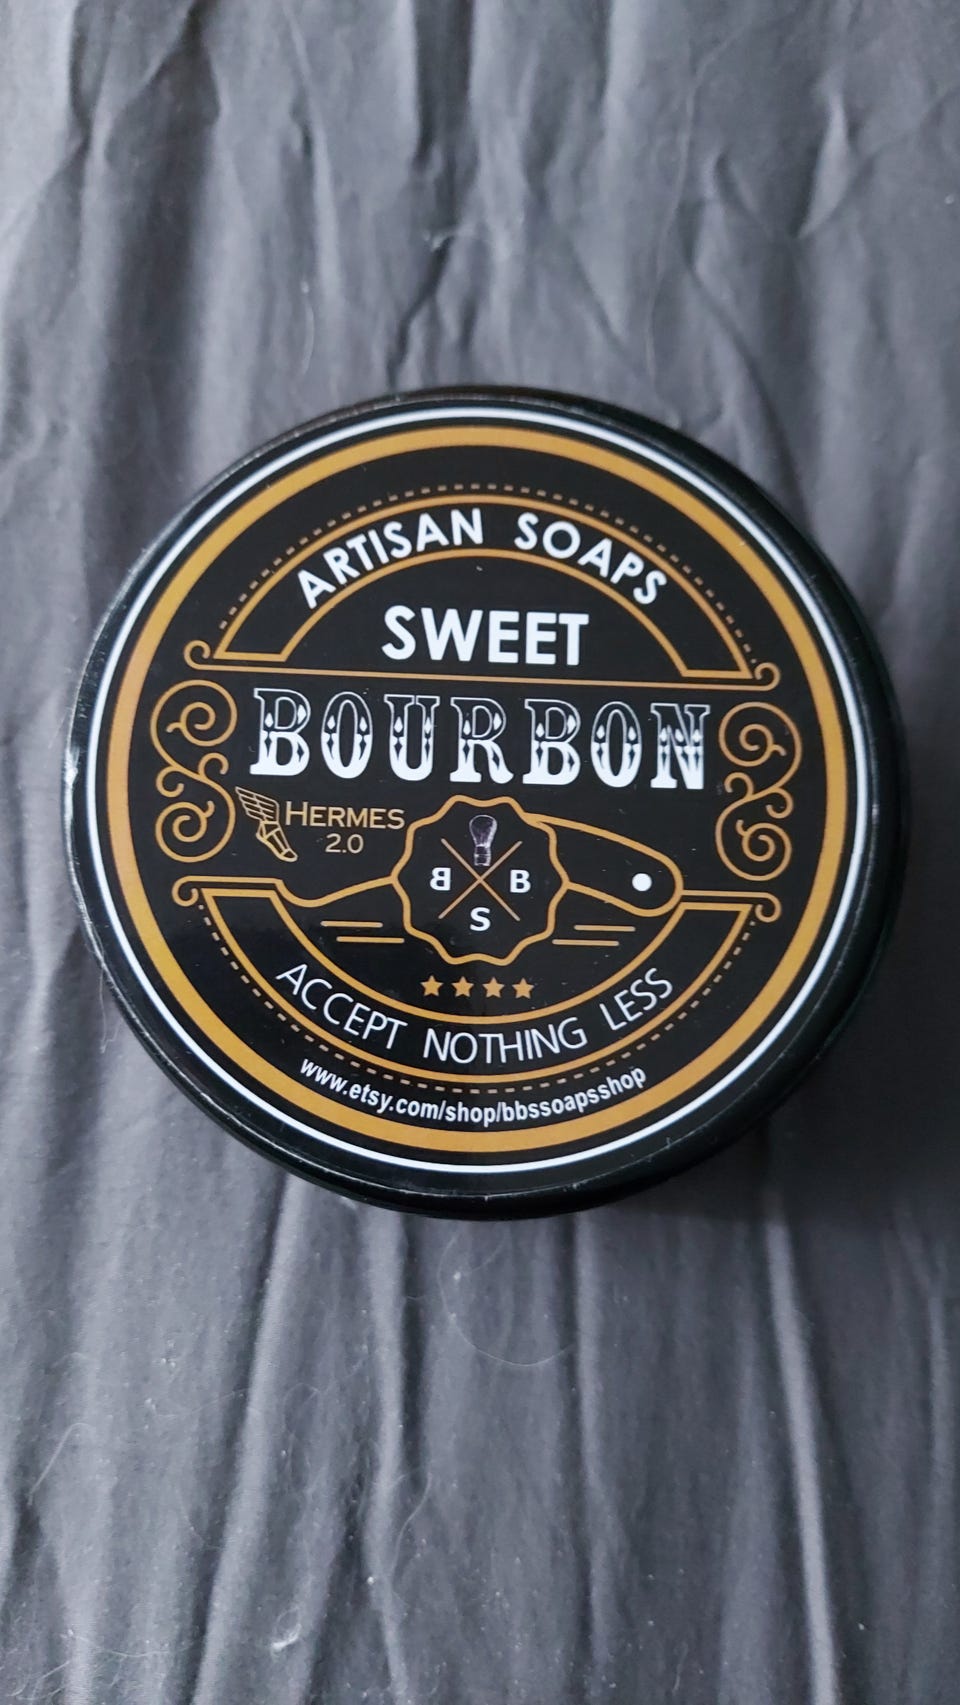 ARTISAN SOAPS
SWEET
BOURBON
HERMES
2.0
B B
S
ACCEPT NOTHING LESS
www.etsy.com/shop/bbssoapsshop